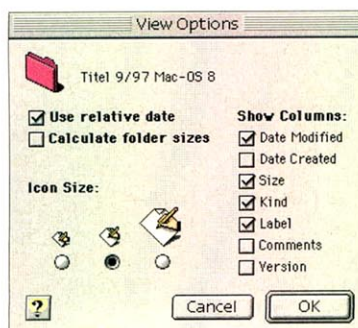 View Options
Titel 9/97 Mac-OS 8
Use relative date
Calculate folder sizes
Icon Size:
Show Columns:
Date Modified
Date Created
Size
Kind
Label
Comments
Version
?
Cancel
OK